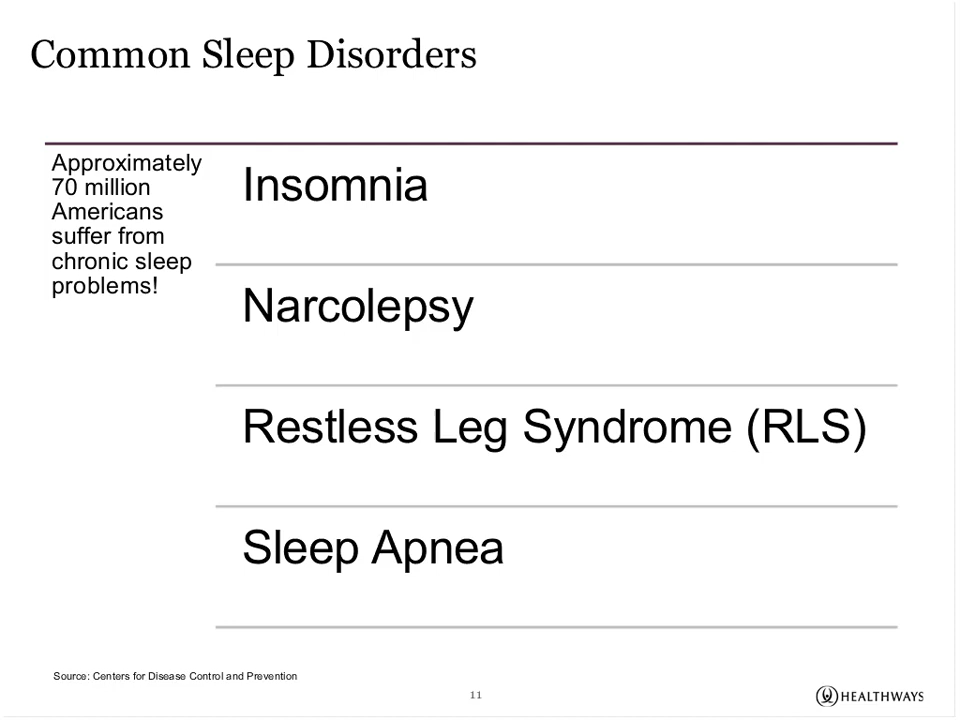 Common Sleep Disorders
Approximately
70 million
Americans
suffer from
chronic sleep
problems!
Insomnia
Narcolepsy
Restless Leg Syndrome (RLS)
Sleep Apnea
Source: Centers for Disease Control and Prevention
11
HEALTHWAYS